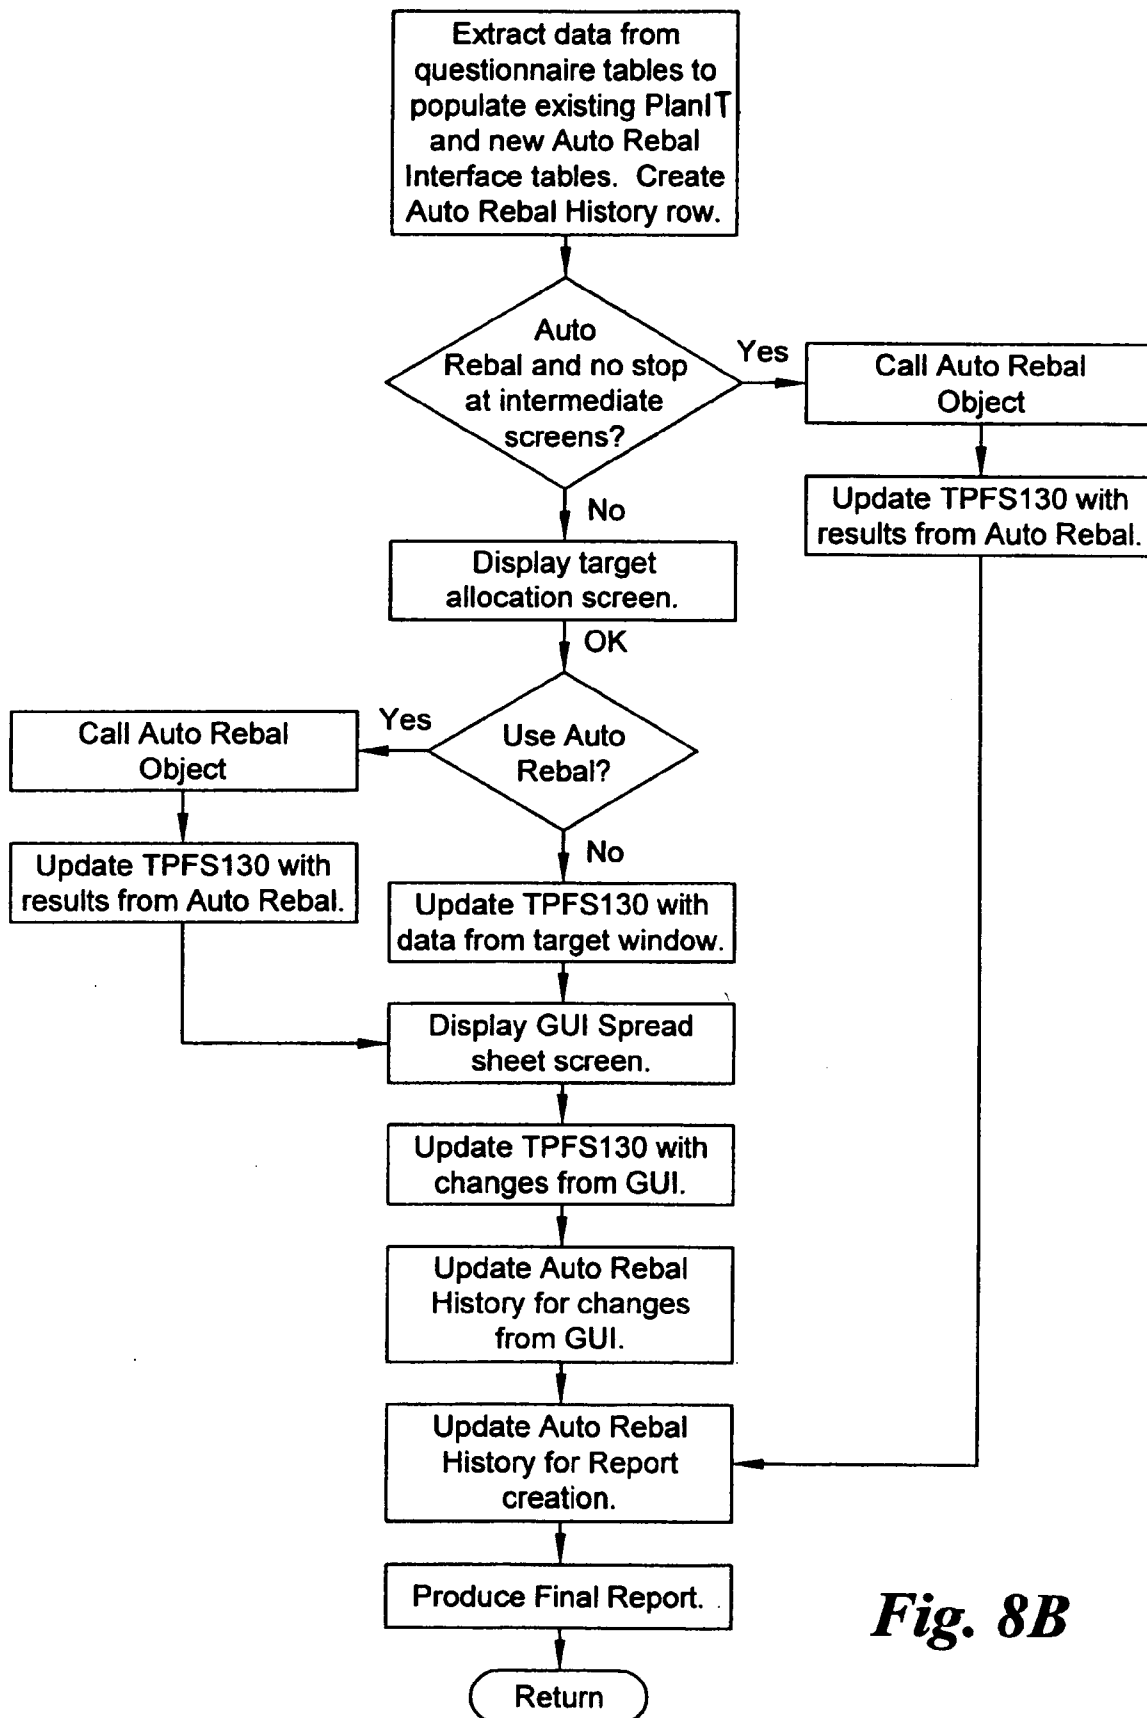 Extract data from
questionnaire tables to
populate existing PlanIT
and new Auto Rebal
Interface tables. Create
Auto Rebal History row.
Auto
Rebal and no stop
at intermediate
screens?
Yes
Call Auto Rebal
Object
Update TPFS130 with
results from Auto Rebal.
No
Display target
allocation screen.
OK
Use Auto
Rebal?
Yes
Call Auto Rebal
Object
Update TPFS130 with
results from Auto Rebal.
No
Update TPFS130 with
data from target window.
Display GUI Spread
sheet screen.
Update TPFS130 with
changes from GUI.
Update Auto Rebal
History for changes
from GUI.
Update Auto Rebal
History for Report
creation.
Produce Final Report.
Return
Fig. 8B